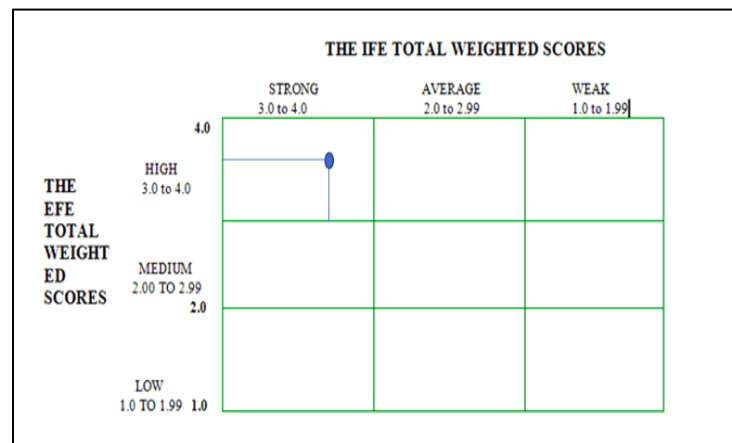 THE IFE TOTAL WEIGHTED SCORES
STRONG
3.0 to 4.0
AVERAGE
2.0 to 2.99
WEAK
1.0 to 1.99
4.0
HIGH
3.0 to 4.0
THE
EFE
TOTAL
WEIGHT
ED
SCORES
MEDIUM
2.00 TO 2.99
2.0
LOW
1.0 TO 1.99 1.0